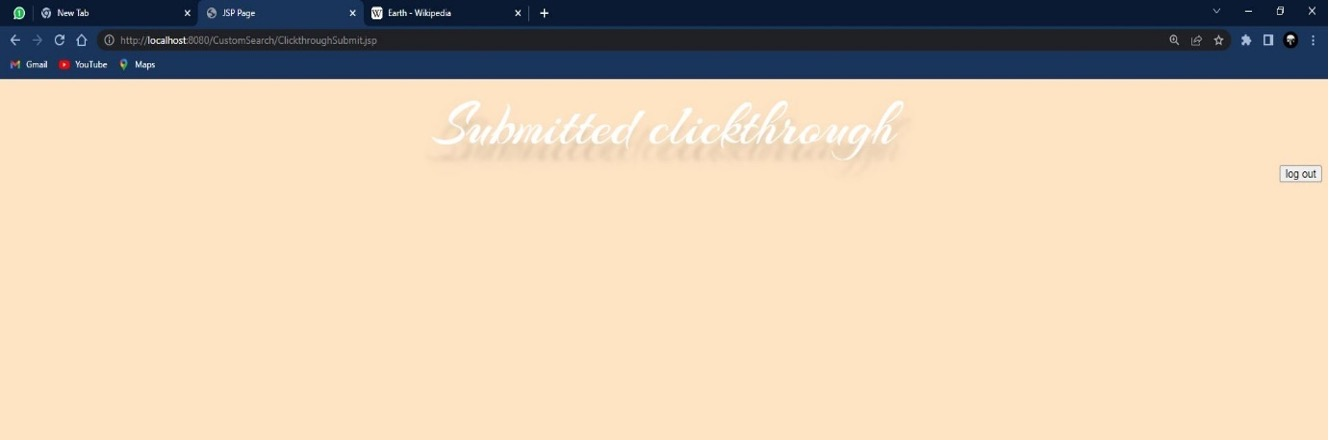 New Tab
JSP Page
Earth - Wikipedia
http://localhost:8080/CustomSearch/ClickthroughSubmit.jsp
Gmail
YouTube
Maps
Submitted clickthrough
log out